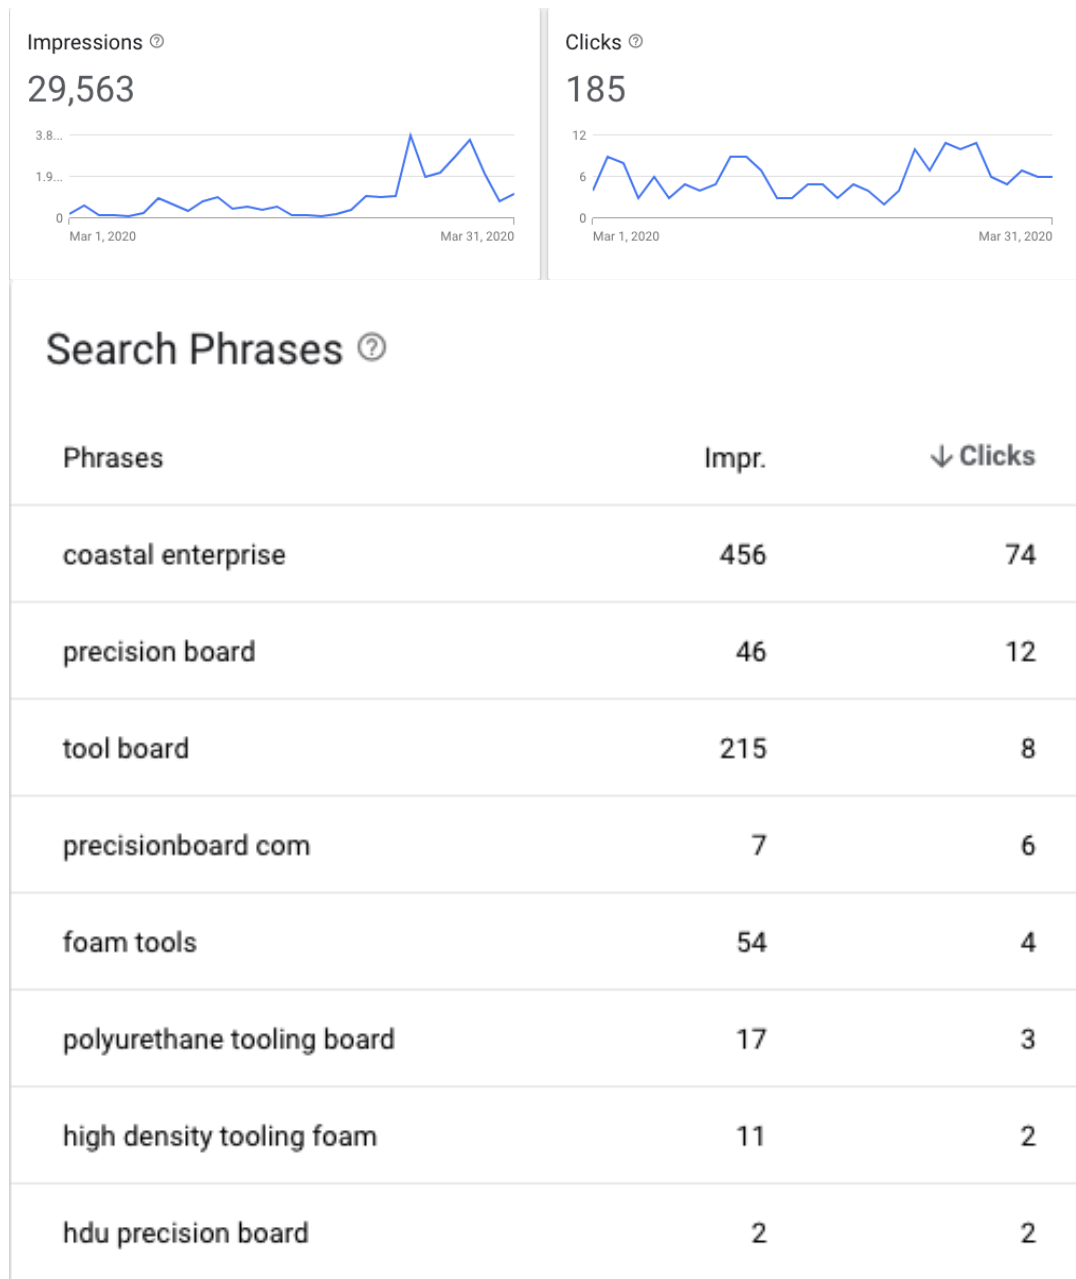 Impressions ?
29,563
3.8...
1.9...
0
Mar 1, 2020 Mar 31, 2020
Clicks ?
185
12
6
0
Mar 1, 2020 Mar 31, 2020
Search Phrases ?
Phrases Impr. ↓ Clicks
coastal enterprise 456 74
precision board 46 12
tool board 215 8
precisionboard com 7 6
foam tools 54 4
polyurethane tooling board 17 3
high density tooling foam 11 2
hdu precision board 2 2